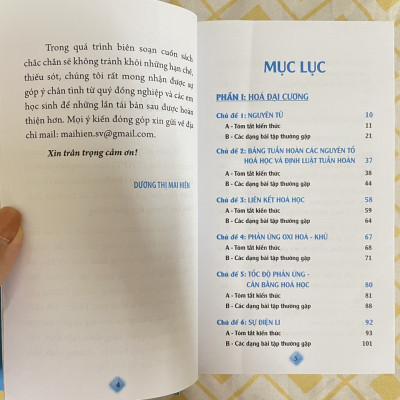 Trong quá trình biên soạn cuốn sách
chắc chắn sẽ không tránh khỏi những hạn chế,
thiếu sót, chúng tôi rất mong nhận được sự
góp ý chân tình từ quý đồng nghiệp và các em
học sinh để những lần tái bản sau được hoàn
thiện hơn. Mọi ý kiến đóng góp xin gửi về địa
chỉ mail: maihien.sv@gmail.com.
Xin trân trọng cảm ơn!
DƯƠNG THỊ MAI HIÊN
4
MỤC LỤC
PHẦN I: HOÁ ĐẠI CƯƠNG
Chủ đề 1: NGUYÊN TỬ 10
A - Tóm tắt kiến thức 11
B - Các dạng bài tập thường gặp 21
Chủ đề 2: BẢNG TUẦN HOÀN CÁC NGUYÊN TỐ
HOÁ HỌC VÀ ĐỊNH LUẬT TUẦN HOÀN 37
A - Tóm tắt kiến thức 38
B - Các dạng bài tập thường gặp 44
Chủ đề 3: LIÊN KẾT HOÁ HỌC 58
A - Tóm tắt kiến thức 59
B - Các dạng bài tập thường gặp 64
Chủ đề 4: PHẢN ỨNG OXI HOÁ - KHỬ 67
A - Tóm tắt kiến thức 68
B - Các dạng bài tập thường gặp 71
Chủ đề 5: TỐC ĐỘ PHẢN ỨNG -
CÂN BẰNG HOÁ HỌC 80
A - Tóm tắt kiến thức 81
B - Các dạng bài tập thường gặp 88
Chủ đề 6: SỰ ĐIỆN LI 92
A - Tóm tắt kiến thức 93
B - Các dạng bài tập thường gặp 101
5